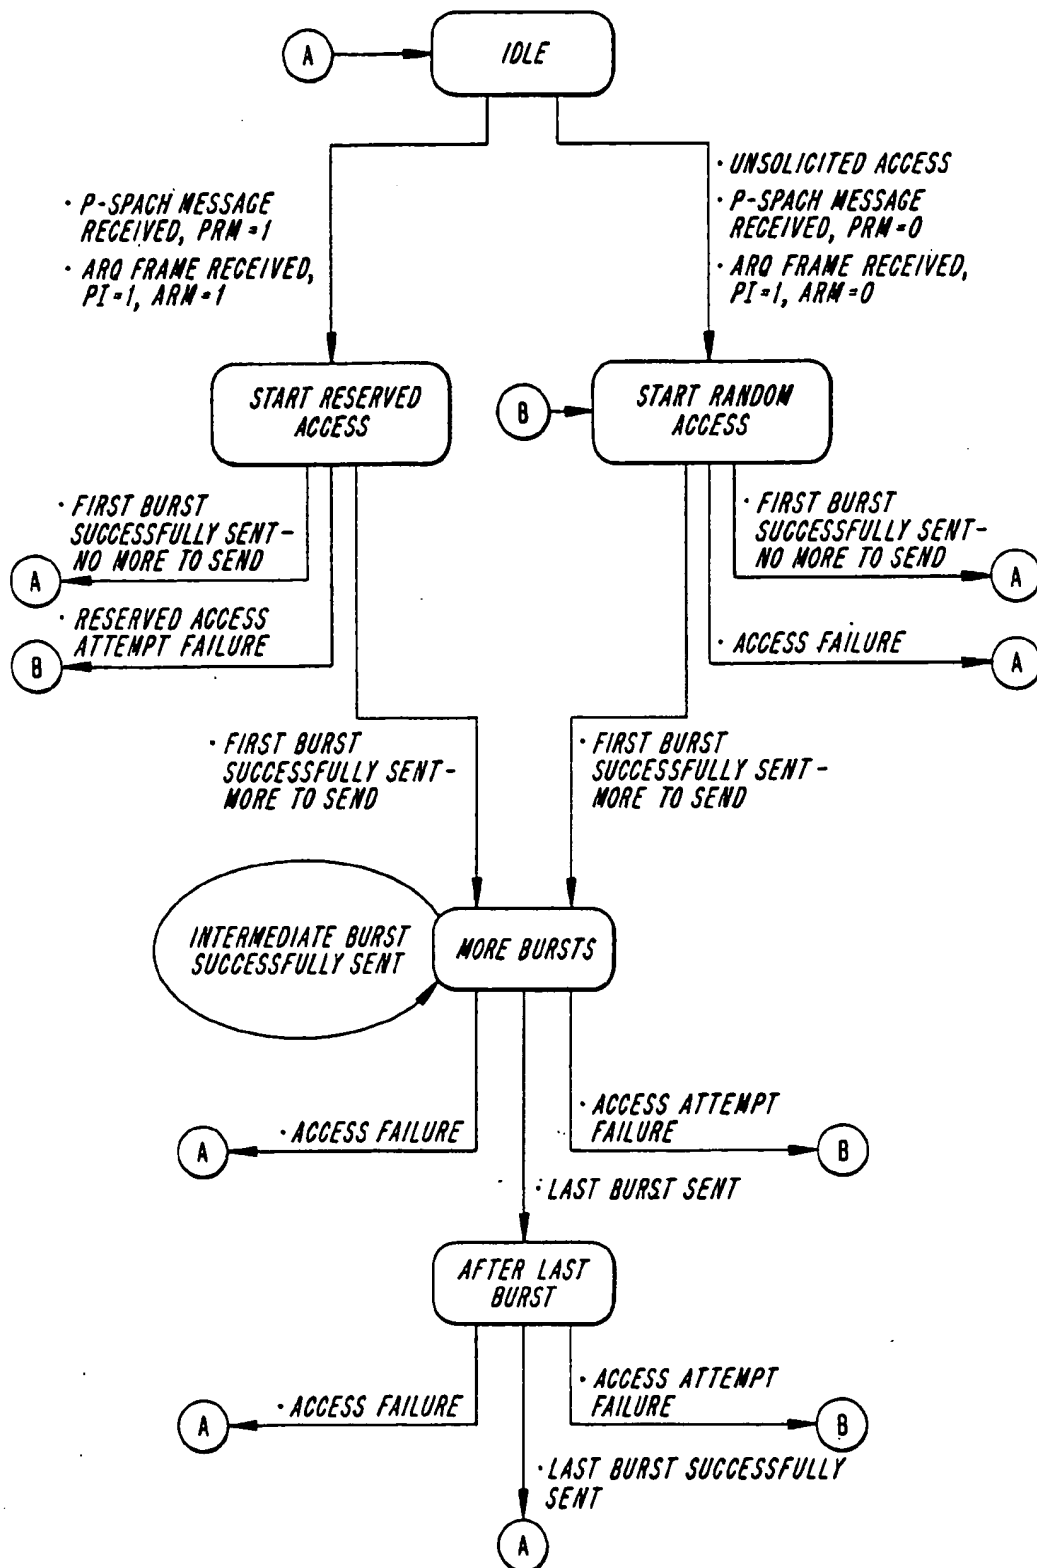 A
IDLE
· P-SPACH MESSAGE
RECEIVED, PRM=1
· ARQ FRAME RECEIVED,
PI=1, ARM=1
· UNSOLICITED ACCESS
· P-SPACH MESSAGE
RECEIVED, PRM=0
· ARQ FRAME RECEIVED,
PI=1, ARM=0
START RESERVED
ACCESS
B
START RANDOM
ACCESS
· FIRST BURST
SUCCESSFULLY SENT-
NO MORE TO SEND
A
· RESERVED ACCESS
ATTEMPT FAILURE
B
· FIRST BURST
SUCCESSFULLY SENT-
NO MORE TO SEND
A
· ACCESS FAILURE
A
· FIRST BURST
SUCCESSFULLY SENT-
MORE TO SEND
· FIRST BURST
SUCCESSFULLY SENT-
MORE TO SEND
INTERMEDIATE BURST
SUCCESSFULLY SENT
MORE BURSTS
· ACCESS FAILURE
A
· ACCESS ATTEMPT
FAILURE
B
· LAST BURST SENT
AFTER LAST
BURST
· ACCESS FAILURE
A
· ACCESS ATTEMPT
FAILURE
B
· LAST BURST SUCCESSFULLY
SENT
A